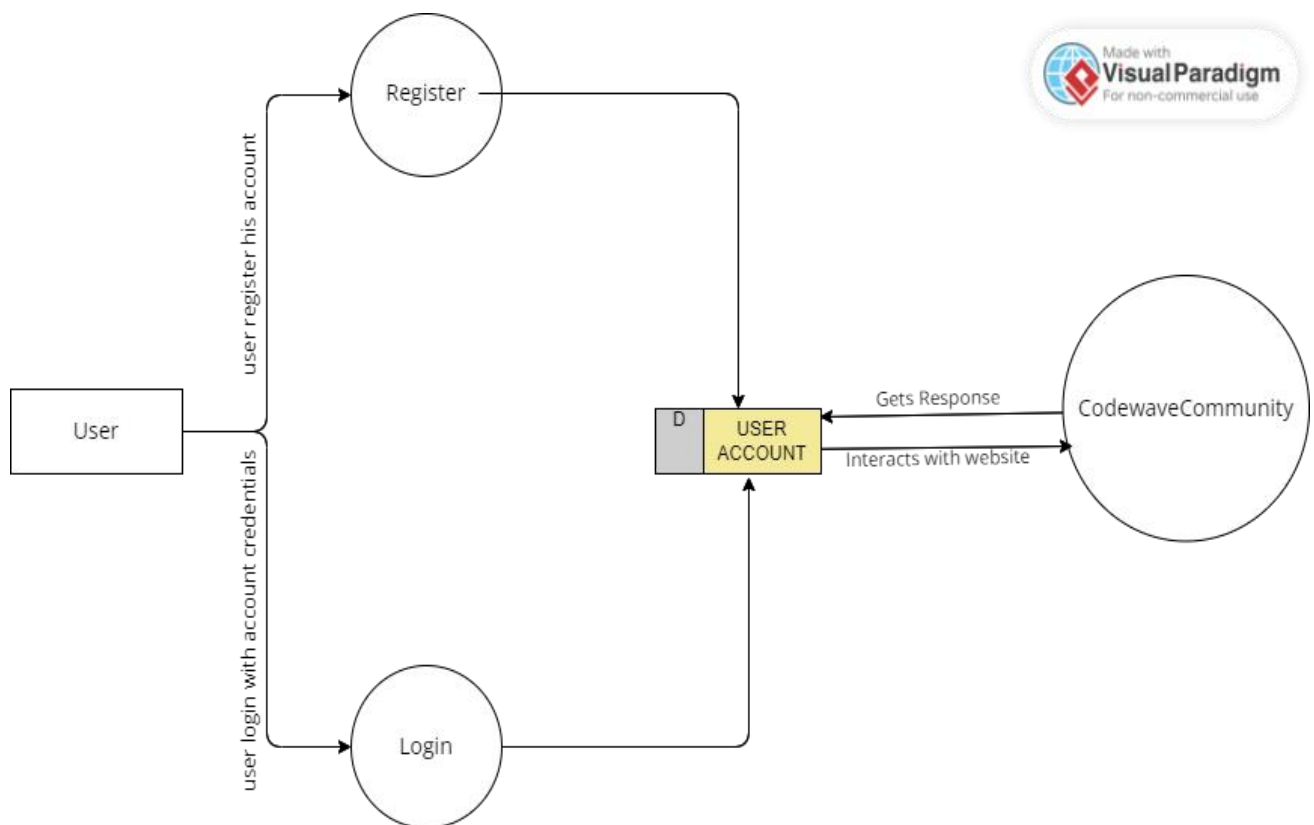 Made with
Visual Paradigm
For non-commercial use
Register
user register his account
User
D
USER
ACCOUNT
Gets Response
Interacts with website
CodewaveCommunity
user login with account credentials
Login